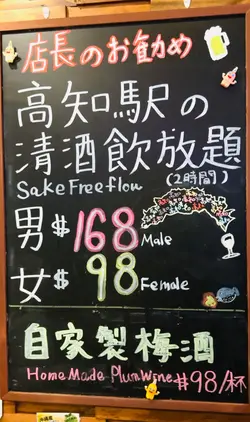 店長のお勧め
高知駅の
清酒飲放題
Sake Free flow
(2時間)
男 $168 Male
女 $98 Female
自家製梅酒
Home Made Plum Wine #98/杯